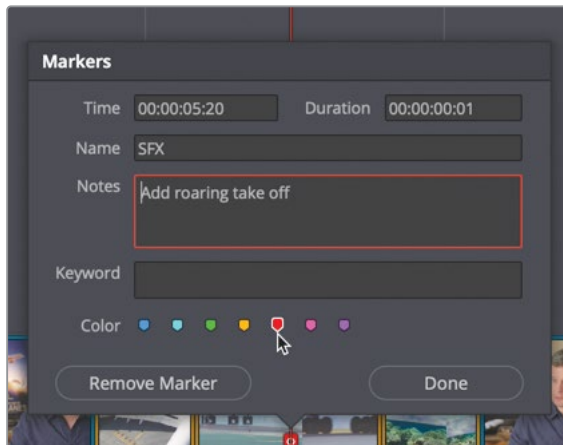 Markers
Time 00:00:05:20 Duration 00:00:00:01
Name SFX
Notes Add roaring take off
Keyword
Color
Remove Marker Done